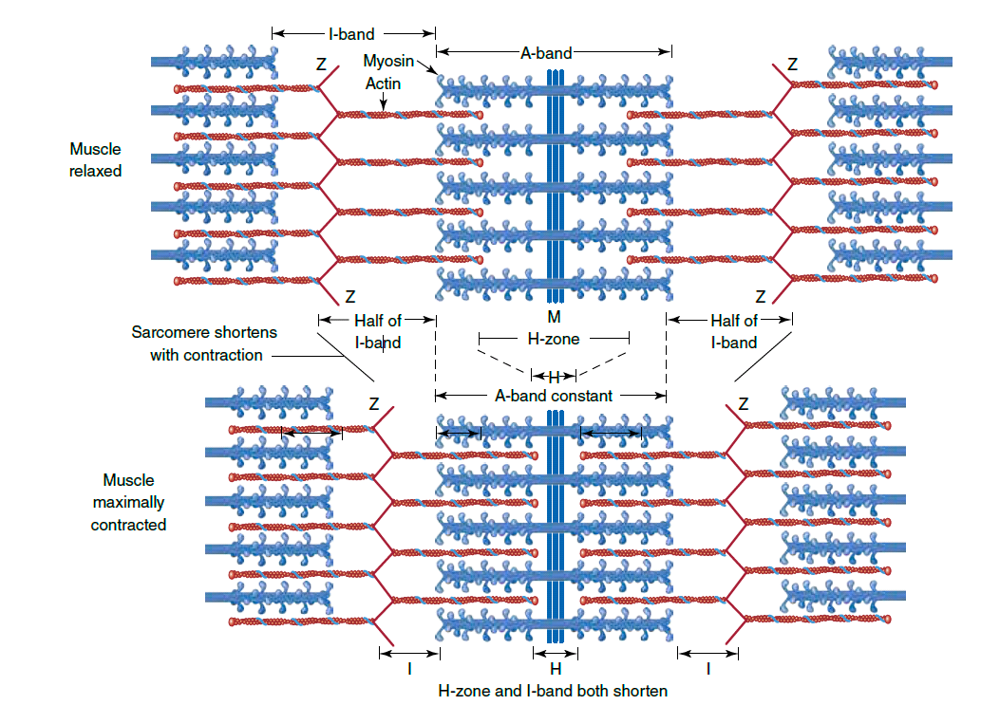 I-band
A-band
Z
Myosin
Z
Actin
Muscle
relaxed
Z
Z
M
Half of
I-band
H-zone
Half of
I-band
Sarcomere shortens
with contraction
H
A-band constant
Z
Z
Muscle
maximally
contracted
I
H
I
H-zone and I-band both shorten